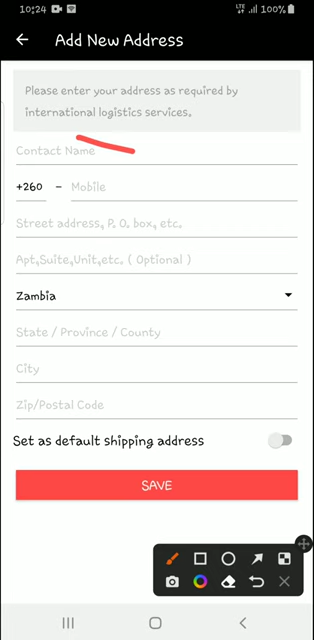 10:24
LTE
100%
Add New Address
Please enter your address as required by
international logistics services.
Contact Name
+260 – Mobile
Street address, P. O. box, etc.
Apt,Suite,Unit,etc. ( Optional )
Zambia
State / Province / County
City
Zip/Postal Code
Set as default shipping address
SAVE